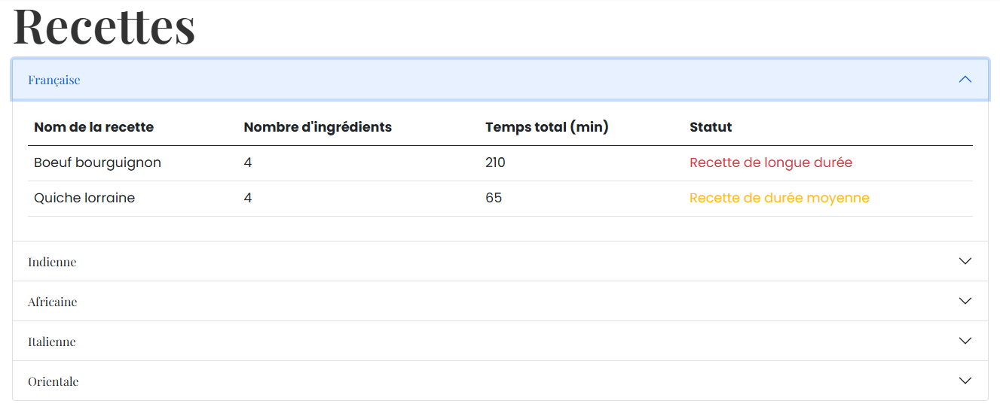 Recettes
Française
Nom de la recette Nombre d'ingrédients Temps total (min) Statut
Boeuf bourguignon 4 210 Recette de longue durée
Quiche lorraine 4 65 Recette de durée moyenne
Indienne
Africaine
Italienne
Orientale